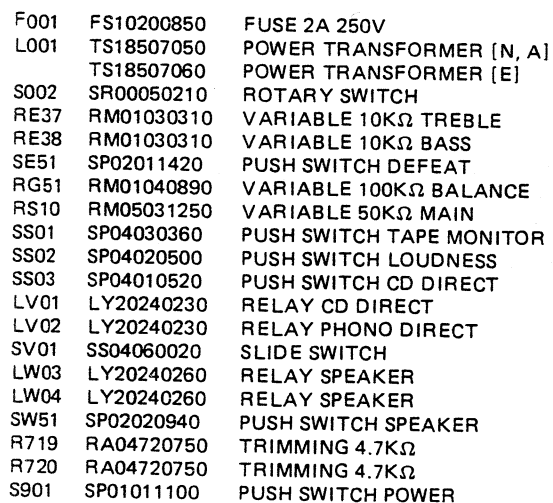 F001 FS10200850 FUSE 2A 250V
L001 TS18507050 POWER TRANSFORMER [N, A]
TS18507060 POWER TRANSFORMER [E]
S002 SR00050210 ROTARY SWITCH
RE37 RM01030310 VARIABLE 10KΩ TREBLE
RE38 RM01030310 VARIABLE 10KΩ BASS
SE51 SP02011420 PUSH SWITCH DEFEAT
RG51 RM01040890 VARIABLE 100KΩ BALANCE
RS10 RM05031250 VARIABLE 50KΩ MAIN
SS01 SP04030360 PUSH SWITCH TAPE MONITOR
SS02 SP04020500 PUSH SWITCH LOUDNESS
SS03 SP04010520 PUSH SWITCH CD DIRECT
LV01 LY20240230 RELAY CD DIRECT
LV02 LY20240230 RELAY PHONO DIRECT
SV01 SS04060020 SLIDE SWITCH
LW03 LY20240260 RELAY SPEAKER
LW04 LY20240260 RELAY SPEAKER
SW51 SP02020940 PUSH SWITCH SPEAKER
R719 RA04720750 TRIMMING 4.7KΩ
R720 RA04720750 TRIMMING 4.7KΩ
S901 SP01011100 PUSH SWITCH POWER